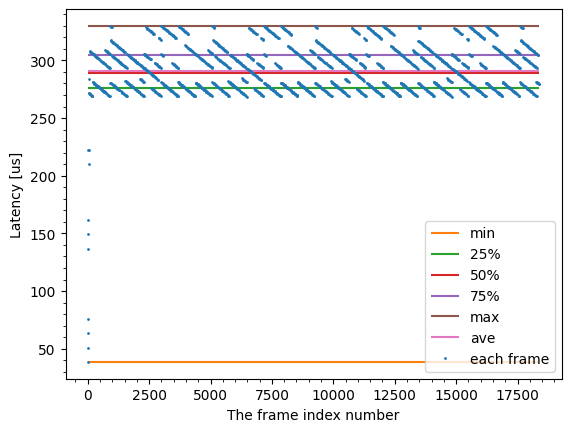 300
250
200
150
100
50
Latency [us]
min
25%
50%
75%
max
ave
each frame
0 2500 5000 7500 10000 12500 15000 17500
The frame index number